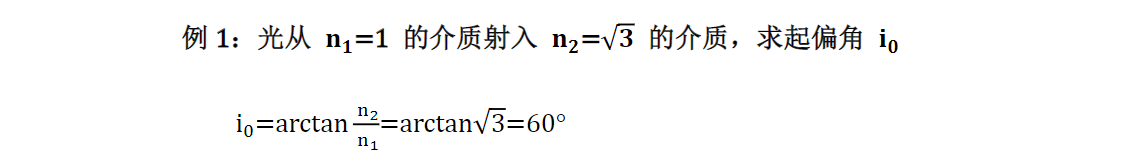 例 1：光从 n₁=1 的介质射入 n₂=√3 的介质，求起偏角 i₀
i₀=arctan n₂/n₁=arctan√3=60°